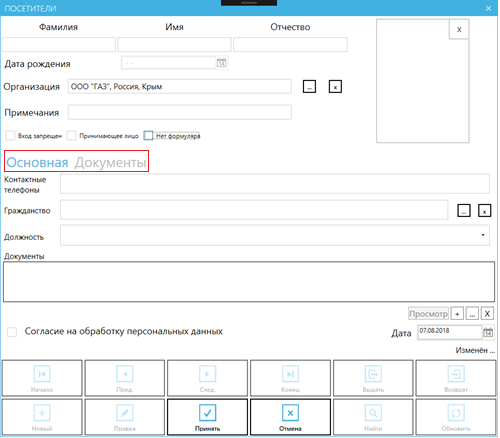 ПОСЕТИТЕЛИ
Фамилия Имя Отчество
X
Дата рождения
Организация ООО "ГАЗ", Россия, Крым ... x
Примечания
Вход запрещен Принимающее лицо Нет формуляра
Основная Документы
Контактные
телефоны
Гражданство ... x
Должность
Документы
Просмотр + ... X
Согласие на обработку персональных данных Дата 07.08.2018
Изменён ...
Начало Пред. След. Конец Выдать Возврат
Новый Правка Принять Отмена Найти Обновить